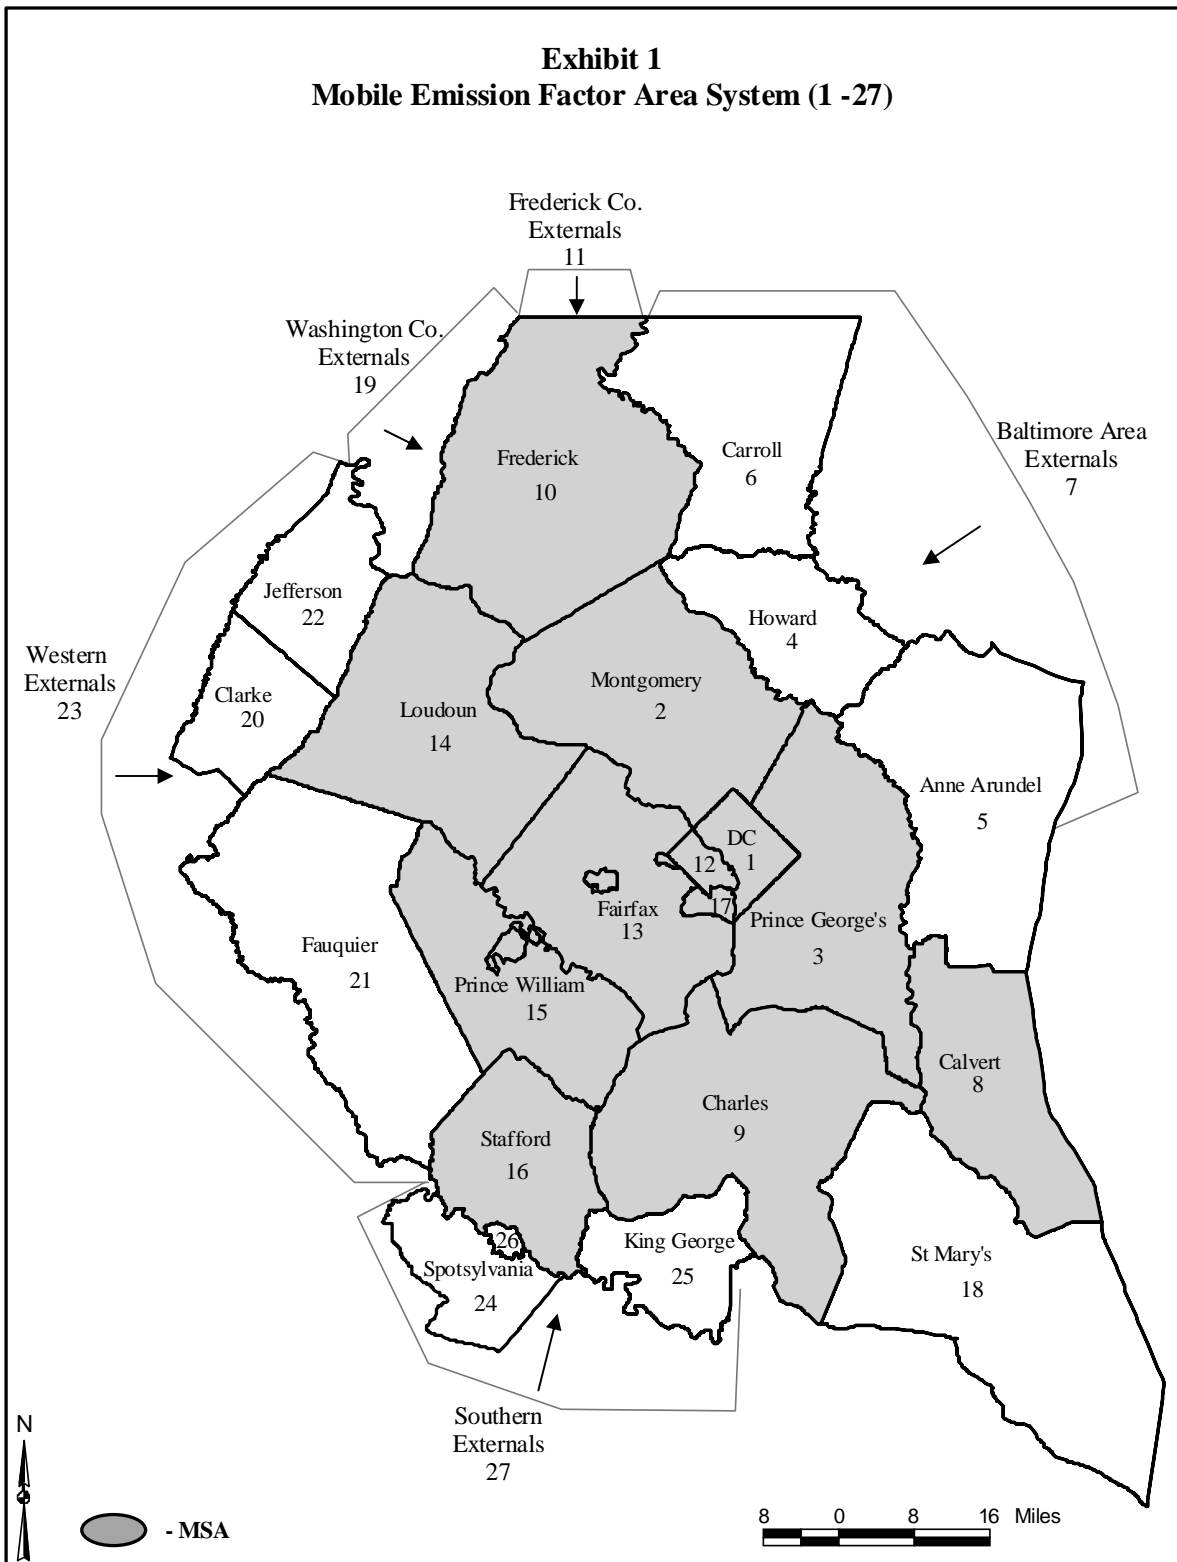 Exhibit 1
Mobile Emission Factor Area System (1 -27)
Frederick Co.
Externals
11
Washington Co.
Externals
19
Baltimore Area
Externals
7
Frederick
10
Carroll
6
Jefferson
22
Howard
4
Western
Externals
23
Clarke
20
Montgomery
2
Loudoun
14
Anne Arundel
5
DC
1
12
17
Fairfax
13
Prince George's
3
Fauquier
21
Prince William
15
Calvert
8
Charles
9
Stafford
16
26
King George
25
St Mary's
18
Spotsylvania
24
Southern
Externals
27
N
- MSA
8 0 8 16 Miles